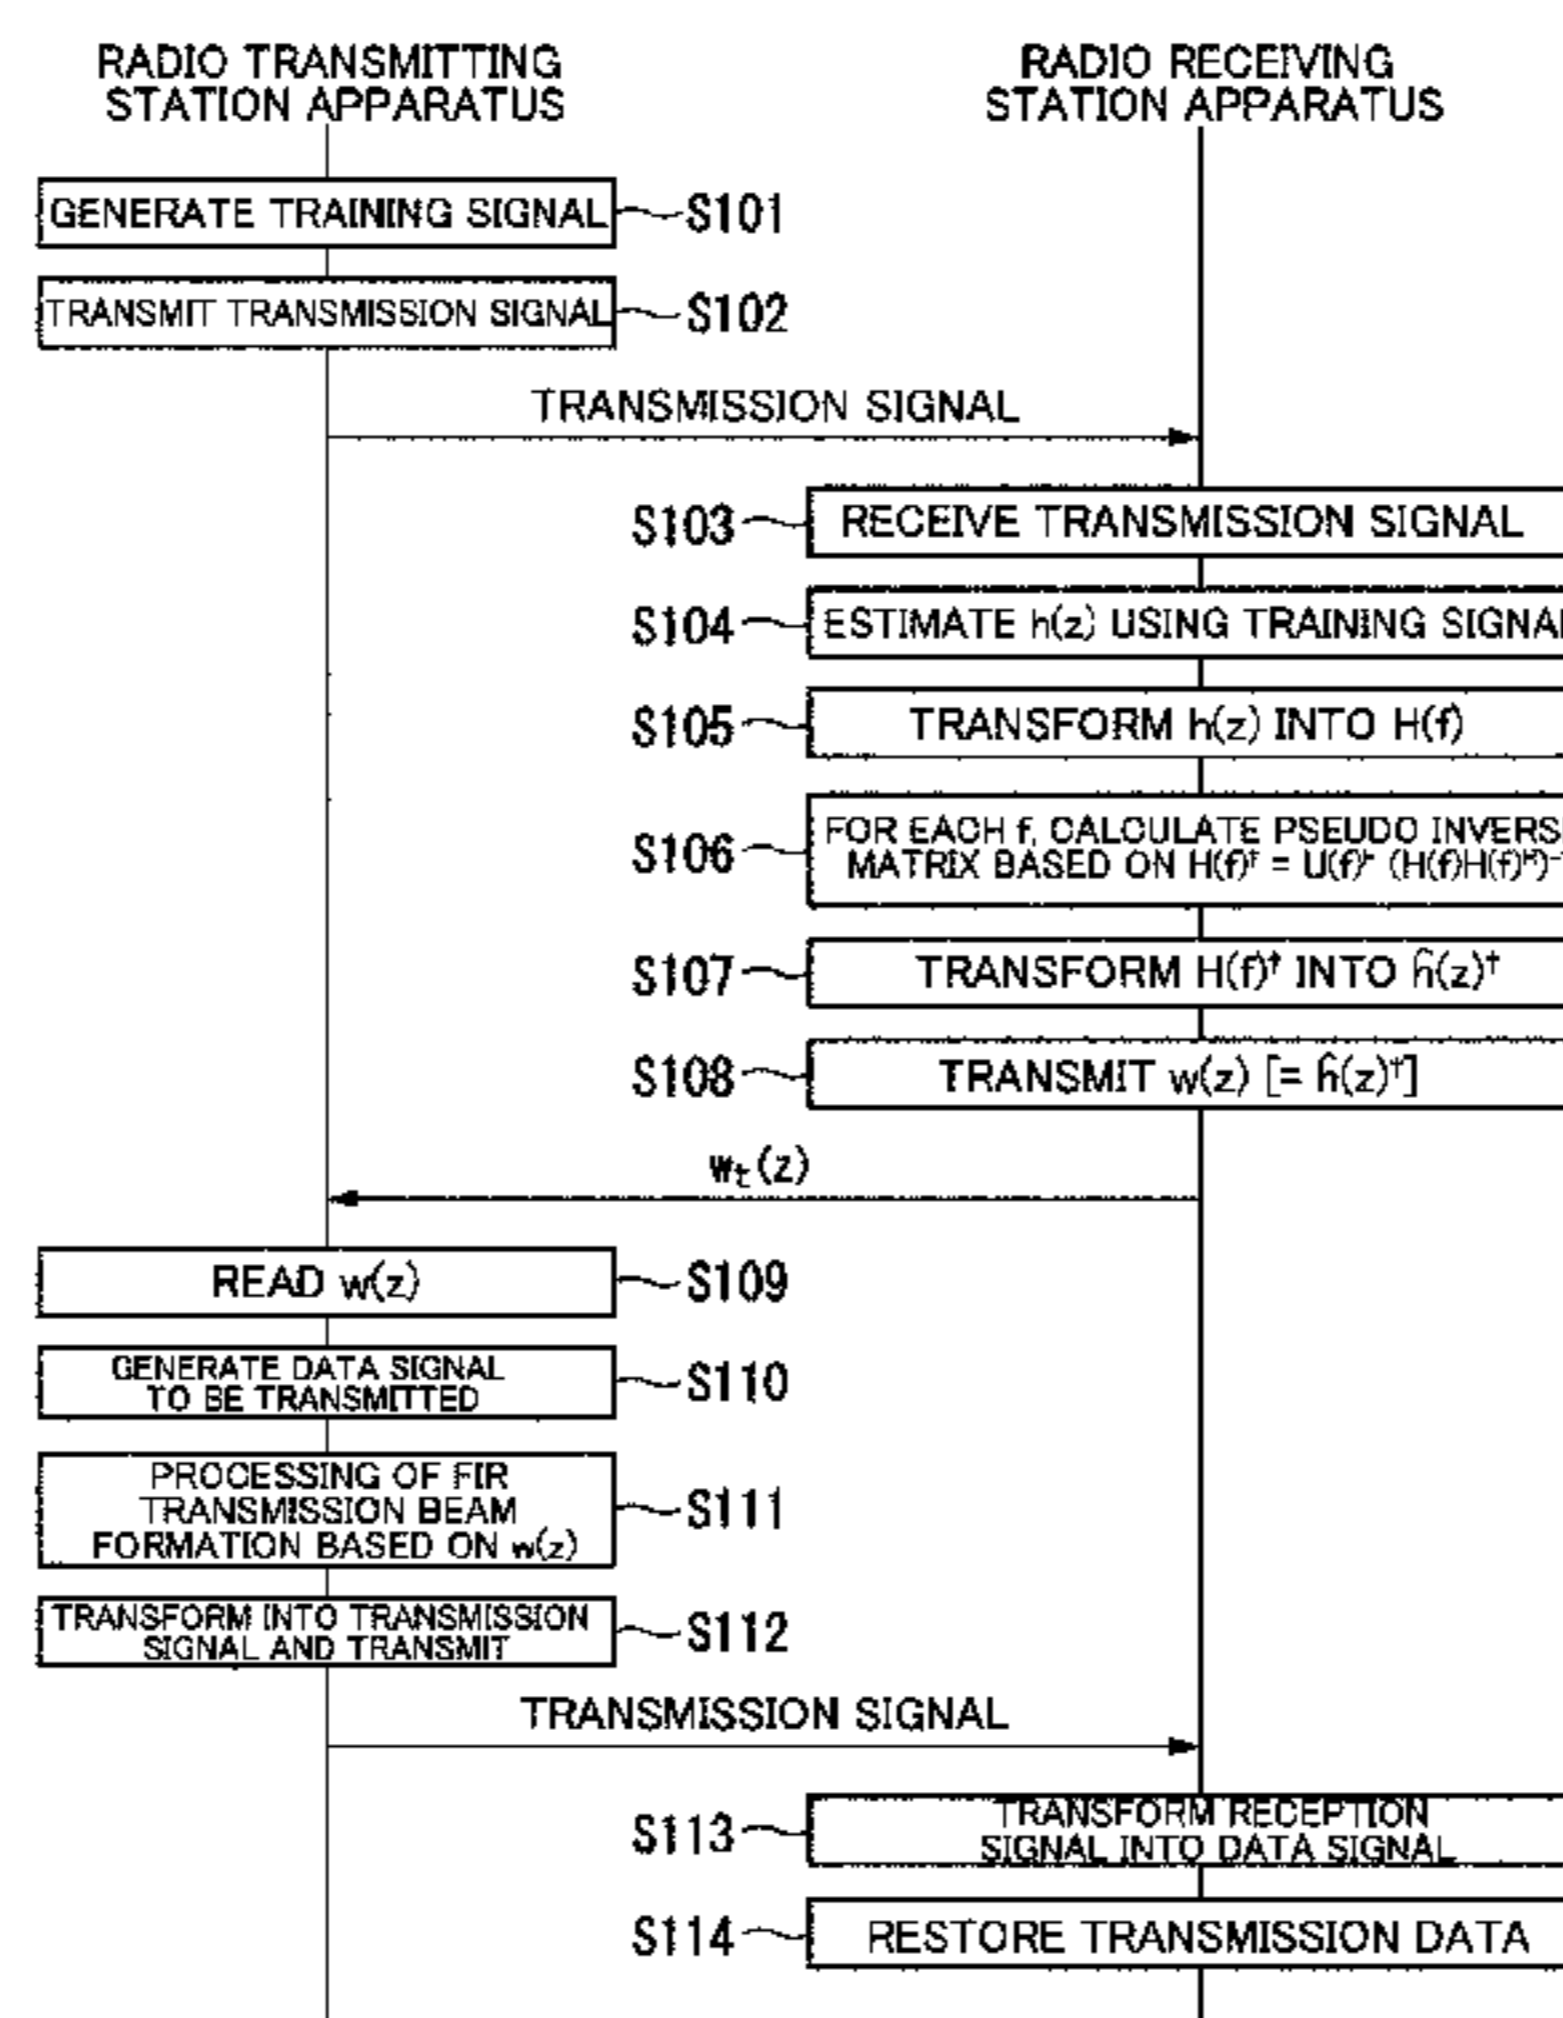 RADIO TRANSMITTING
STATION APPARATUS
RADIO RECEIVING
STATION APPARATUS
GENERATE TRAINING SIGNAL
S101
TRANSMIT TRANSMISSION SIGNAL
S102
TRANSMISSION SIGNAL
S103
RECEIVE TRANSMISSION SIGNAL
S104
ESTIMATE h(z) USING TRAINING SIGNAL
S105
TRANSFORM h(z) INTO H(f)
S106
FOR EACH f, CALCULATE PSEUDO INVERS
MATRIX BASED ON H(f)† = U(f)ᴴ (H(f)H(f)ᴴ)⁻
S107
TRANSFORM H(f)† INTO ĥ(z)†
S108
TRANSMIT w(z) [= ĥ(z)†]
wₜ(z)
READ w(z)
S109
GENERATE DATA SIGNAL
TO BE TRANSMITTED
S110
PROCESSING OF FIR
TRANSMISSION BEAM
FORMATION BASED ON w(z)
S111
TRANSFORM INTO TRANSMISSION
SIGNAL AND TRANSMIT
S112
TRANSMISSION SIGNAL
S113
TRANSFORM RECEPTION
SIGNAL INTO DATA SIGNAL
S114
RESTORE TRANSMISSION DATA